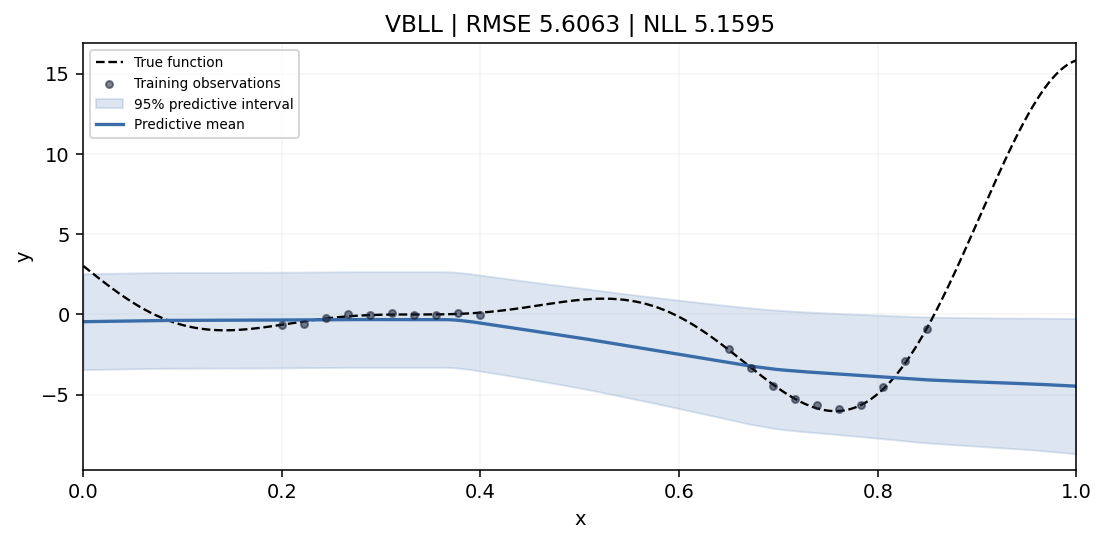 VBLL | RMSE 5.6063 | NLL 5.1595
True function
Training observations
95% predictive interval
Predictive mean
15
10
5
0
−5
y
0.0 0.2 0.4 0.6 0.8 1.0
x